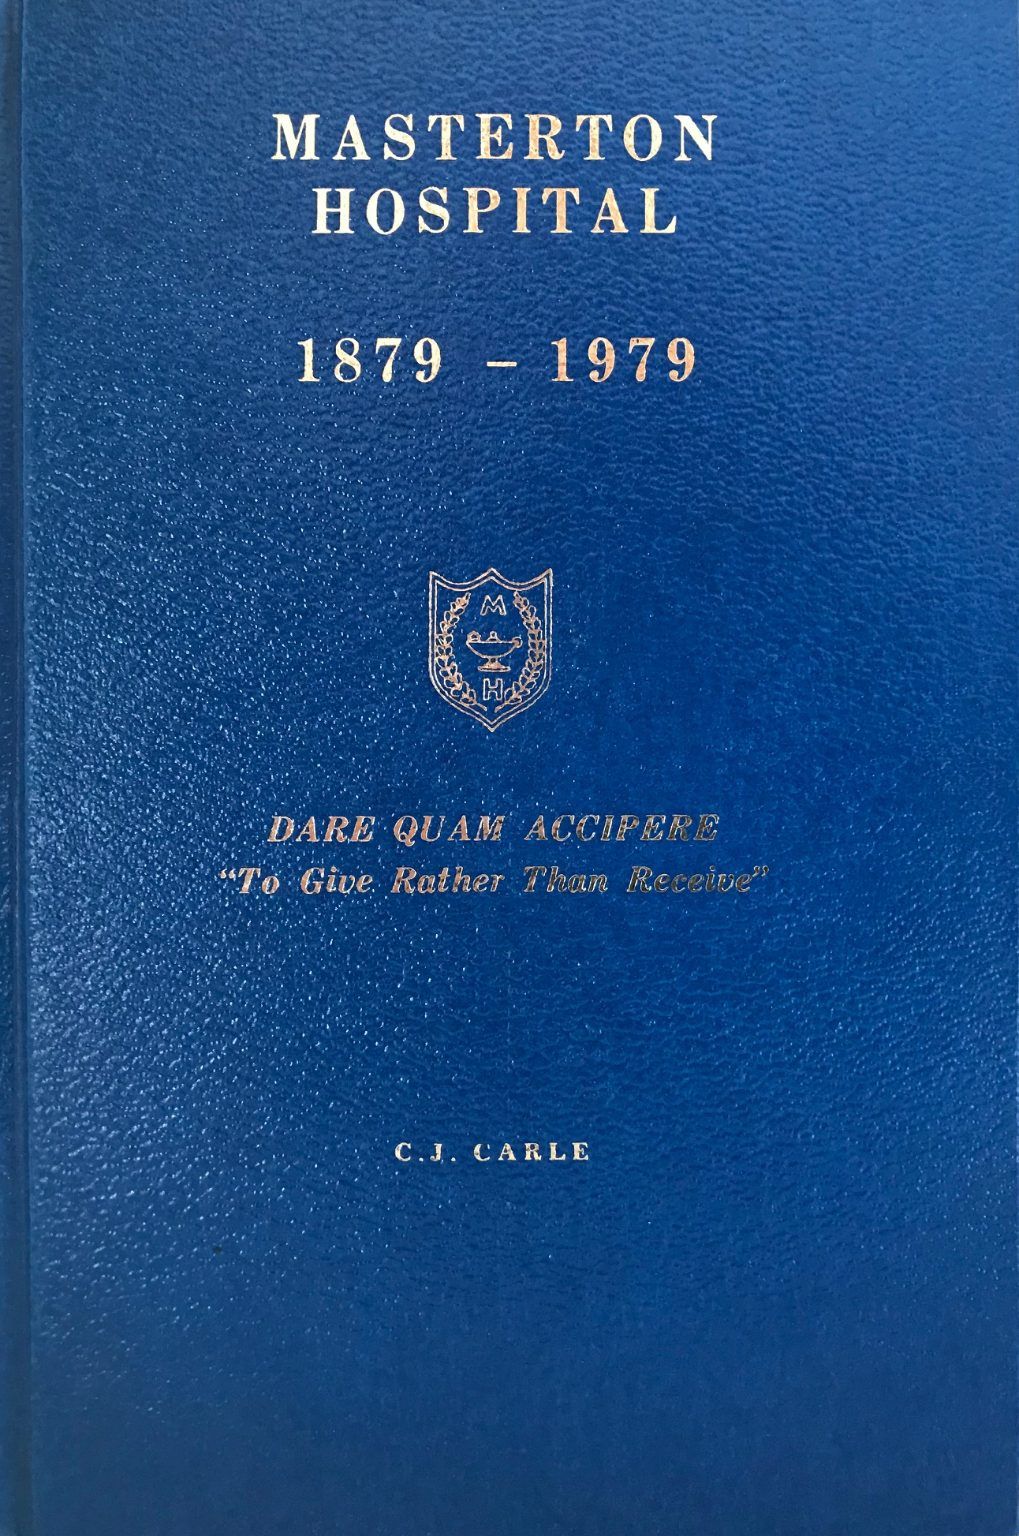 MASTERTON
HOSPITAL
1879 – 1979
M
H
DARE QUAM ACCIPERE
“To Give Rather Than Receive”
C.J. CARLE